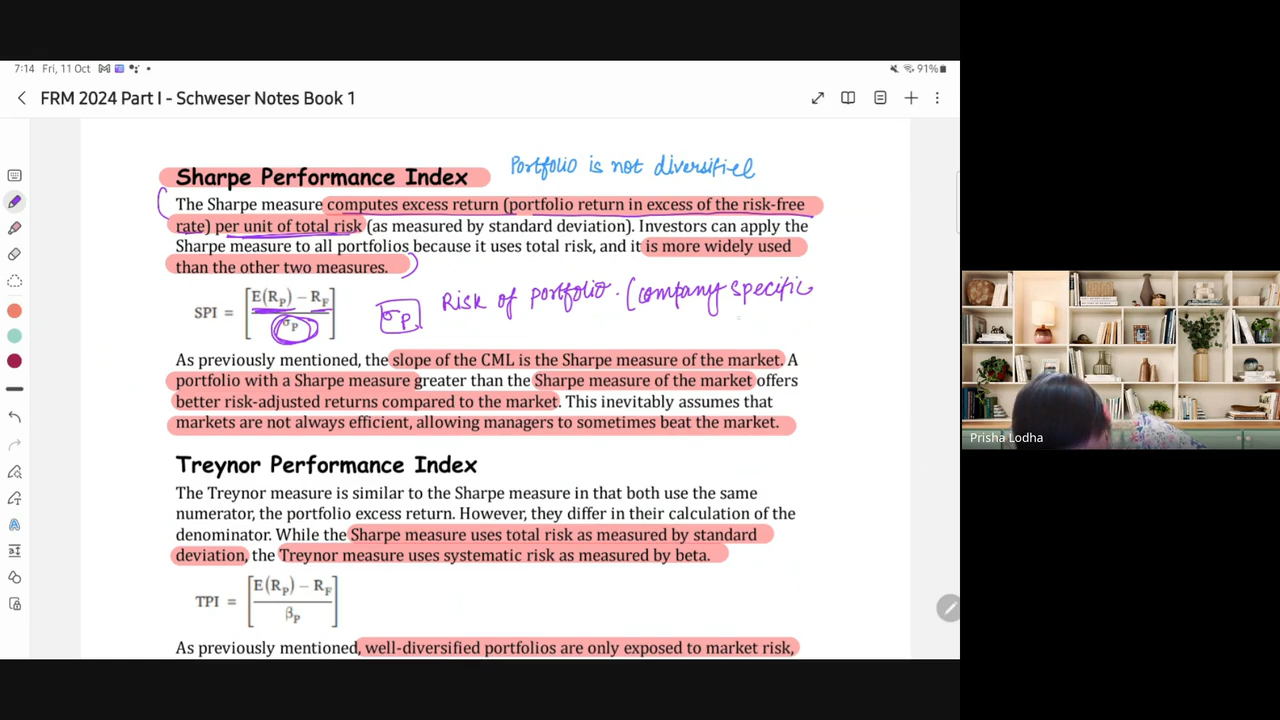 7:14 Fri, 11 Oct
91%
FRM 2024 Part I - Schweser Notes Book 1
Sharpe Performance Index
Portfolio is not diversified
The Sharpe measure computes excess return (portfolio return in excess of the risk-free
rate) per unit of total risk (as measured by standard deviation). Investors can apply the
Sharpe measure to all portfolios because it uses total risk, and it is more widely used
than the other two measures.
SPI = [E(RP) − RF / σP]
σP
Risk of portfolio. (company specific
As previously mentioned, the slope of the CML is the Sharpe measure of the market. A
portfolio with a Sharpe measure greater than the Sharpe measure of the market offers
better risk-adjusted returns compared to the market. This inevitably assumes that
markets are not always efficient, allowing managers to sometimes beat the market.
Treynor Performance Index
The Treynor measure is similar to the Sharpe measure in that both use the same
numerator, the portfolio excess return. However, they differ in their calculation of the
denominator. While the Sharpe measure uses total risk as measured by standard
deviation, the Treynor measure uses systematic risk as measured by beta.
TPI = [E(RP) − RF / βP]
As previously mentioned, well-diversified portfolios are only exposed to market risk,
Prisha Lodha